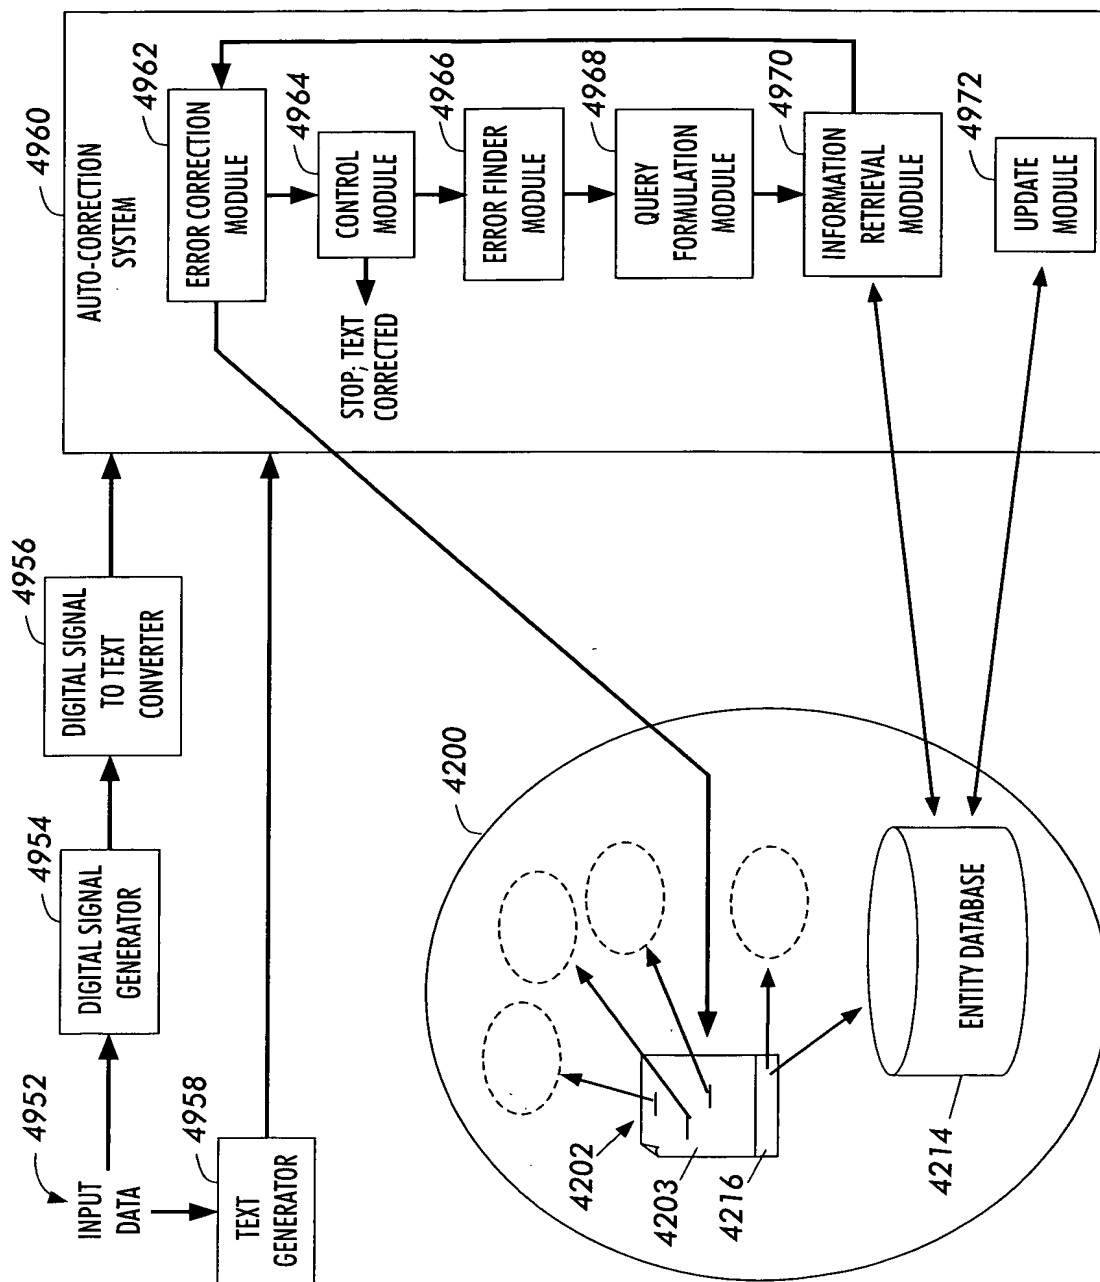 4952
INPUT
DATA
4954
DIGITAL SIGNAL
GENERATOR
4956
DIGITAL SIGNAL
TO TEXT
CONVERTER
4958
TEXT
GENERATOR
4960
AUTO-CORRECTION
SYSTEM
4962
ERROR CORRECTION
MODULE
4964
CONTROL
MODULE
STOP; TEXT
CORRECTED
4966
ERROR FINDER
MODULE
4968
QUERY
FORMULATION
MODULE
4970
INFORMATION
RETRIEVAL
MODULE
4972
UPDATE
MODULE
4200
4202
4203
4216
ENTITY DATABASE
4214